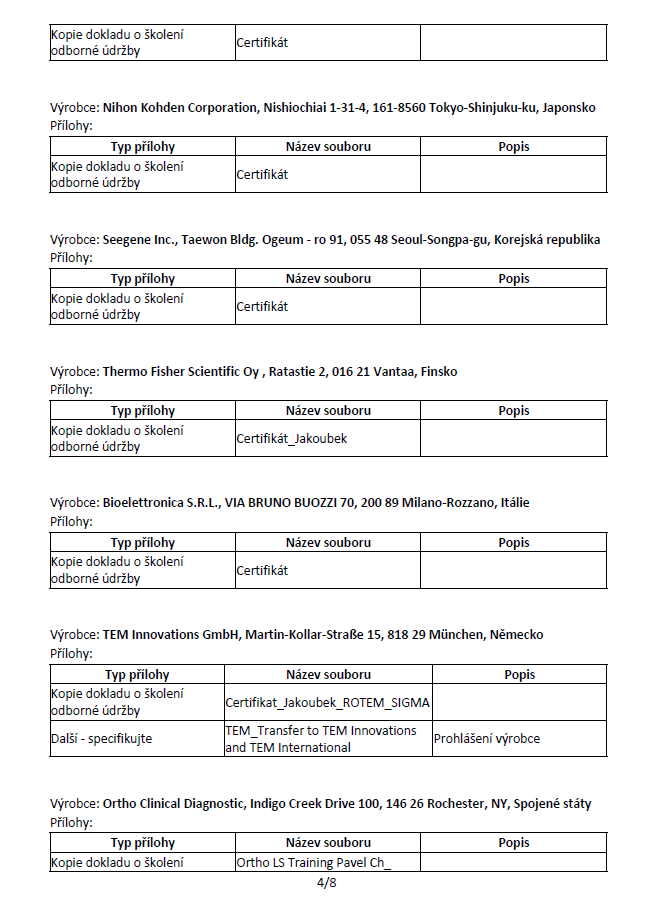 Kopie dokladu o školení Certifikát
odborné údržby
Výrobce: Nihon Kohden Corporation, Nishiochiai 1-31-4, 161-8560 Tokyo-Shinjuku-ku, Japonsko
Přílohy:
Typ přílohy Název souboru Popis
Kopie dokladu o školení Certifikát
odborné údržby
Výrobce: Seegene Inc., Taewon Bldg. Ogeum - ro 91, 055 48 Seoul-Songpa-gu, Korejská republika
Přílohy:
Typ přílohy Název souboru Popis
Kopie dokladu o školení Certifikát
odborné údržby
Výrobce: Thermo Fisher Scientific Oy , Ratastie 2, 016 21 Vantaa, Finsko
Přílohy:
Typ přílohy Název souboru Popis
Kopie dokladu o školení Certifikát_Jakoubek
odborné údržby
Výrobce: Bioelettronica S.R.L., VIA BRUNO BUOZZI 70, 200 89 Milano-Rozzano, Itálie
Přílohy:
Typ přílohy Název souboru Popis
Kopie dokladu o školení Certifikát
odborné údržby
Výrobce: TEM Innovations GmbH, Martin-Kollar-Straße 15, 818 29 München, Německo
Přílohy:
Typ přílohy Název souboru Popis
Kopie dokladu o školení Certifikat_Jakoubek_ROTEM_SIGMA
odborné údržby
Další - specifikujte TEM_Transfer to TEM Innovations Prohlášení výrobce
and TEM International
Výrobce: Ortho Clinical Diagnostic, Indigo Creek Drive 100, 146 26 Rochester, NY, Spojené státy
Přílohy:
Typ přílohy Název souboru Popis
Kopie dokladu o školení Ortho LS Training Pavel Ch_
4/8